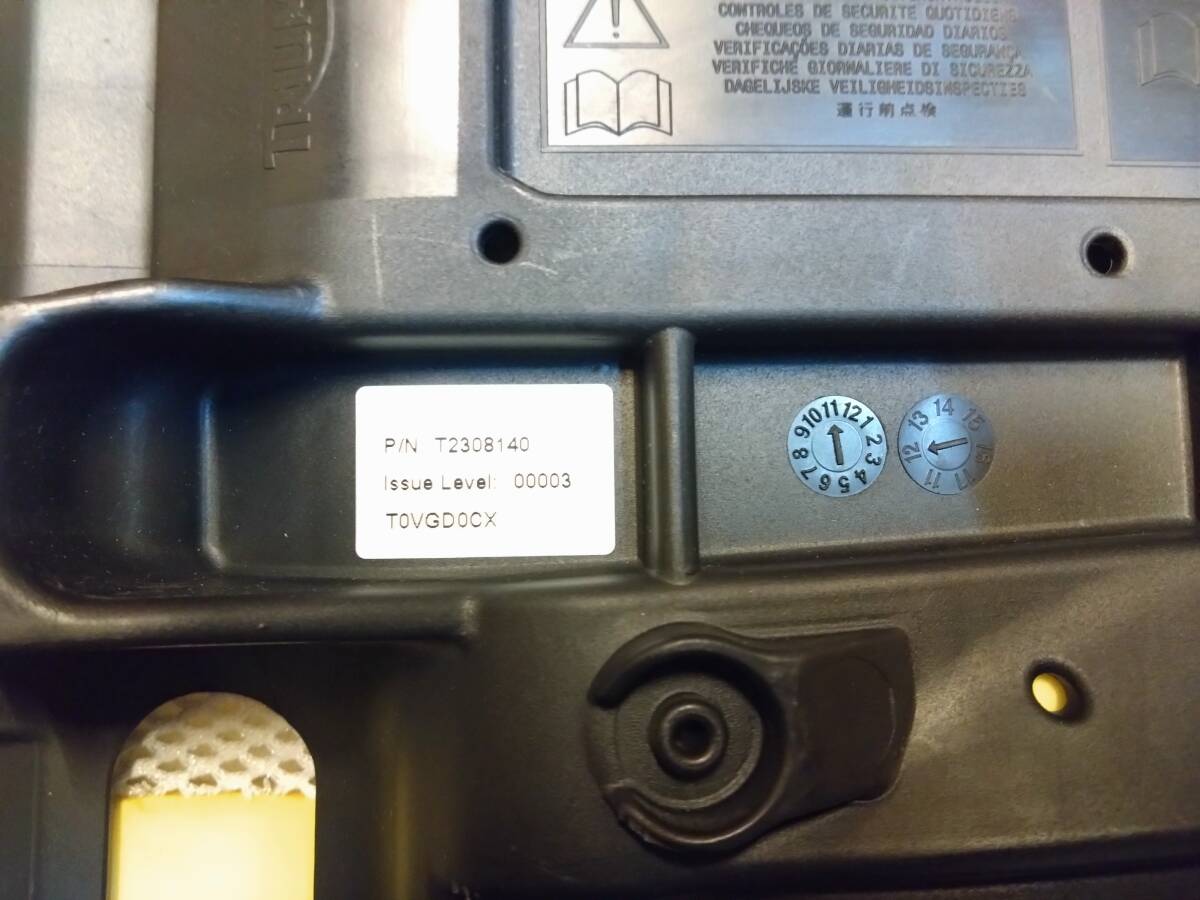 CONTROLES DE SECURITE QUOTIDIENS
CHEQUEOS DE SEGURIDAD DIARIOS
VERIFICAÇÕES DIARIAS DE SEGURANÇA
VERIFICHE GIORNALIERE DI SICUREZZA
DAGELIJSKE VEILIGHEIDSINSPECTIES
運行前点検
P/N T2308140
Issue Level: 00003
T0VGD0CX
1 2 3 4 5 6 7 8 9 10 11 12
11 12 13 14 15